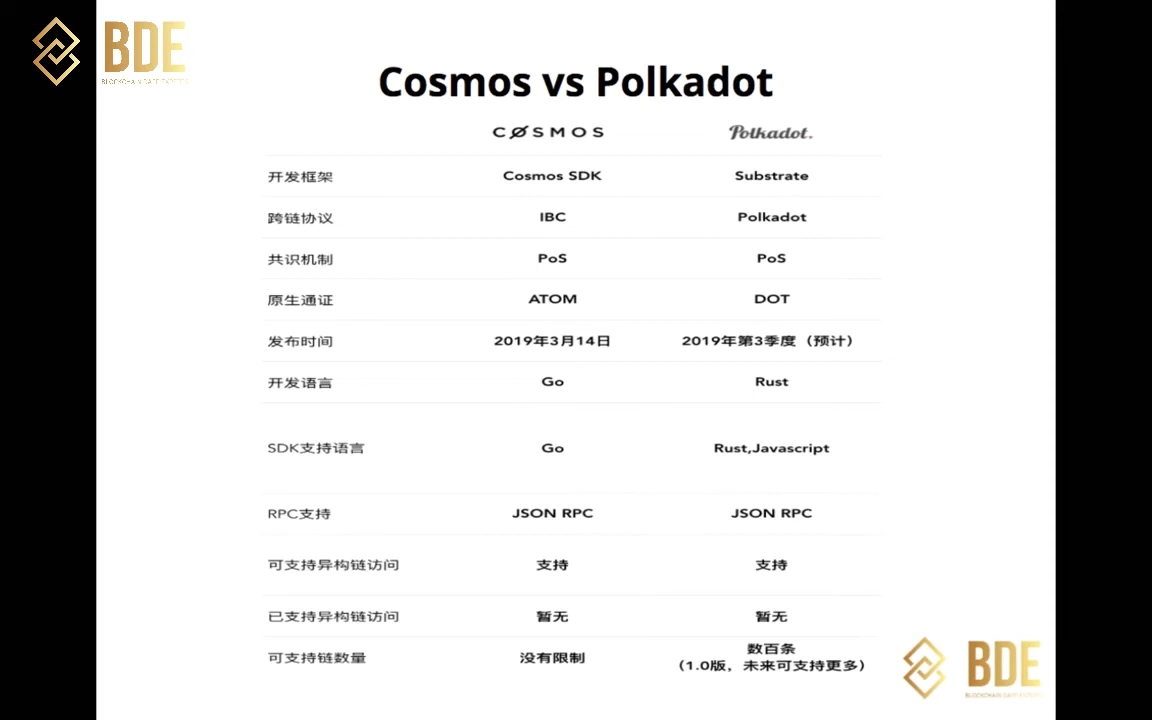 BDE
BLOCKCHAIN DAPP EXPERTS
Cosmos vs Polkadot
COSMOS Polkadot.
开发框架 Cosmos SDK Substrate
跨链协议 IBC Polkadot
共识机制 PoS PoS
原生通证 ATOM DOT
发布时间 2019年3月14日 2019年第3季度（预计）
开发语言 Go Rust
SDK支持语言 Go Rust,Javascript
RPC支持 JSON RPC JSON RPC
可支持异构链访问 支持 支持
已支持异构链访问 暂无 暂无
可支持链数量 没有限制 数百条
（1.0版，未来可支持更多）
BDE